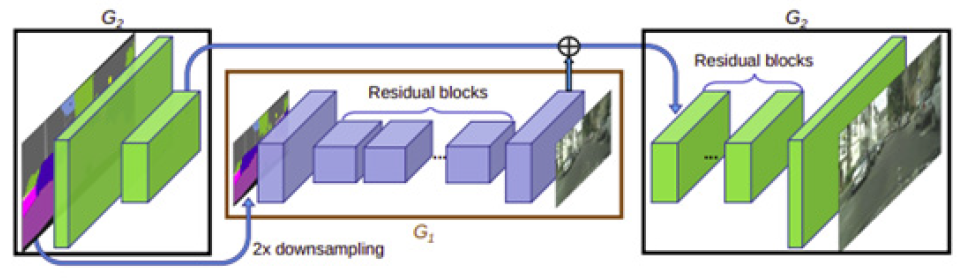 G2
G2
Residual blocks
Residual blocks
...
...
G1
2x downsampling